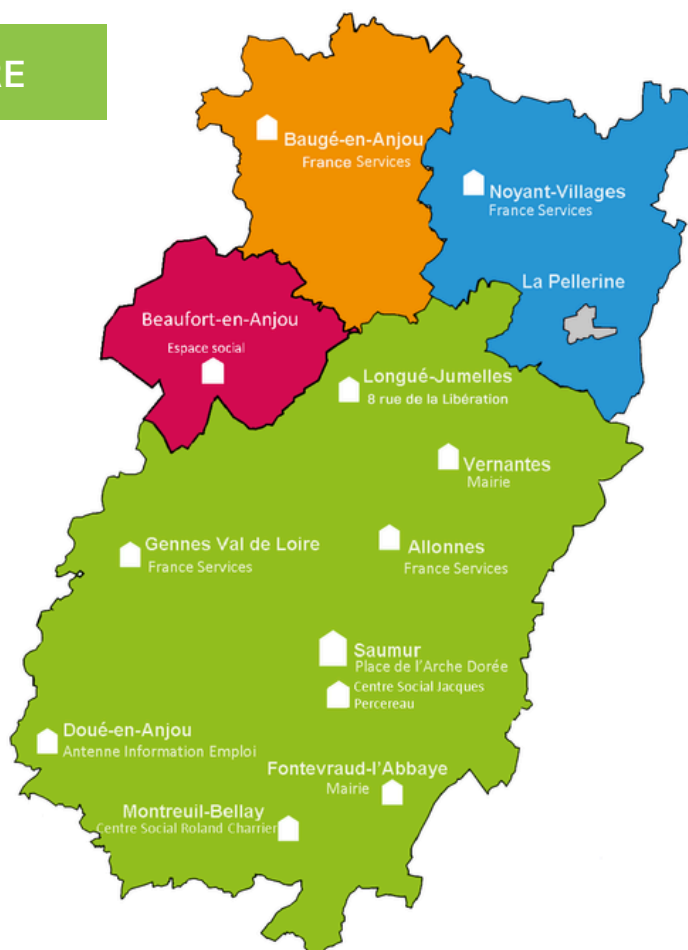 RE
Baugé-en-Anjou
France Services
Noyant-Villages
France Services
La Pellerine
Beaufort-en-Anjou
Espace social
Longué-Jumelles
8 rue de la Libération
Vernantes
Mairie
Gennes Val de Loire
France Services
Allonnes
France Services
Saumur
Place de l'Arche Dorée
Centre Social Jacques
Percereau
Doué-en-Anjou
Antenne Information Emploi
Fontevraud-l'Abbaye
Mairie
Montreuil-Bellay
Centre Social Roland Charrier